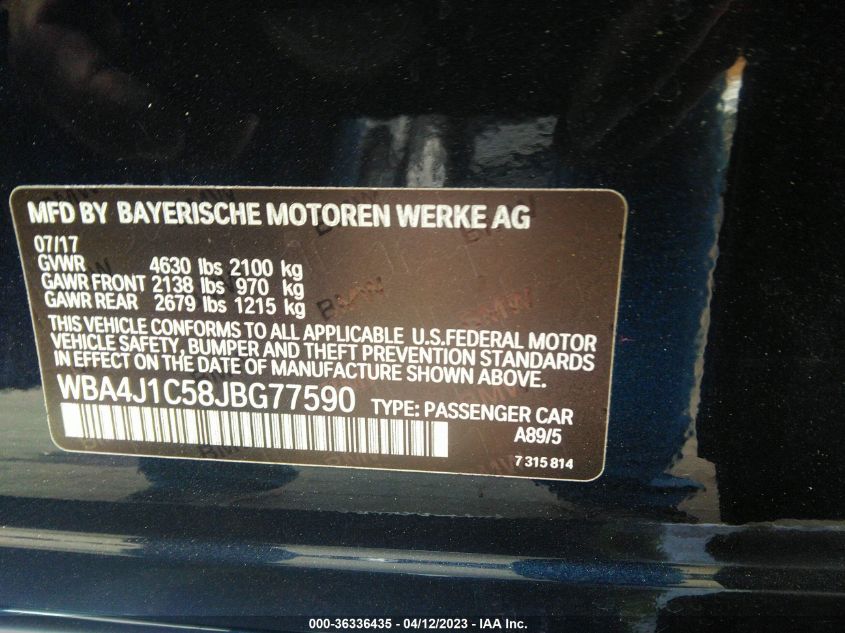 MFD BY BAYERISCHE MOTOREN WERKE AG
07/17
GVWR 4630 lbs 2100 kg
GAWR FRONT 2138 lbs 970 kg
GAWR REAR 2679 lbs 1215 kg
THIS VEHICLE CONFORMS TO ALL APPLICABLE U.S.FEDERAL MOTOR
VEHICLE SAFETY, BUMPER AND THEFT PREVENTION STANDARDS
IN EFFECT ON THE DATE OF MANUFACTURE SHOWN ABOVE.
WBA4J1C58JBG77590 TYPE: PASSENGER CAR
A89/5
7 315 814
000-36336435 - 04/12/2023 - IAA Inc.